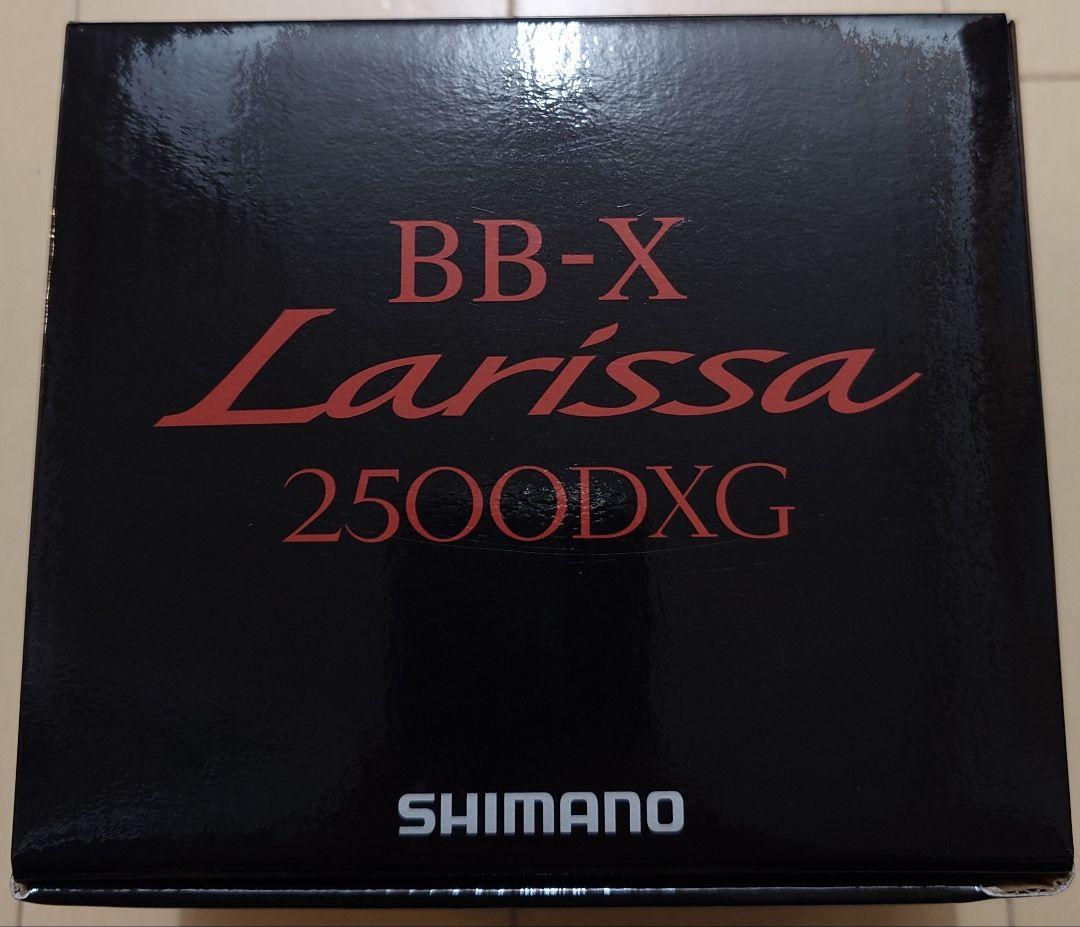 BB-X
Larissa
2500DXG
SHIMANO